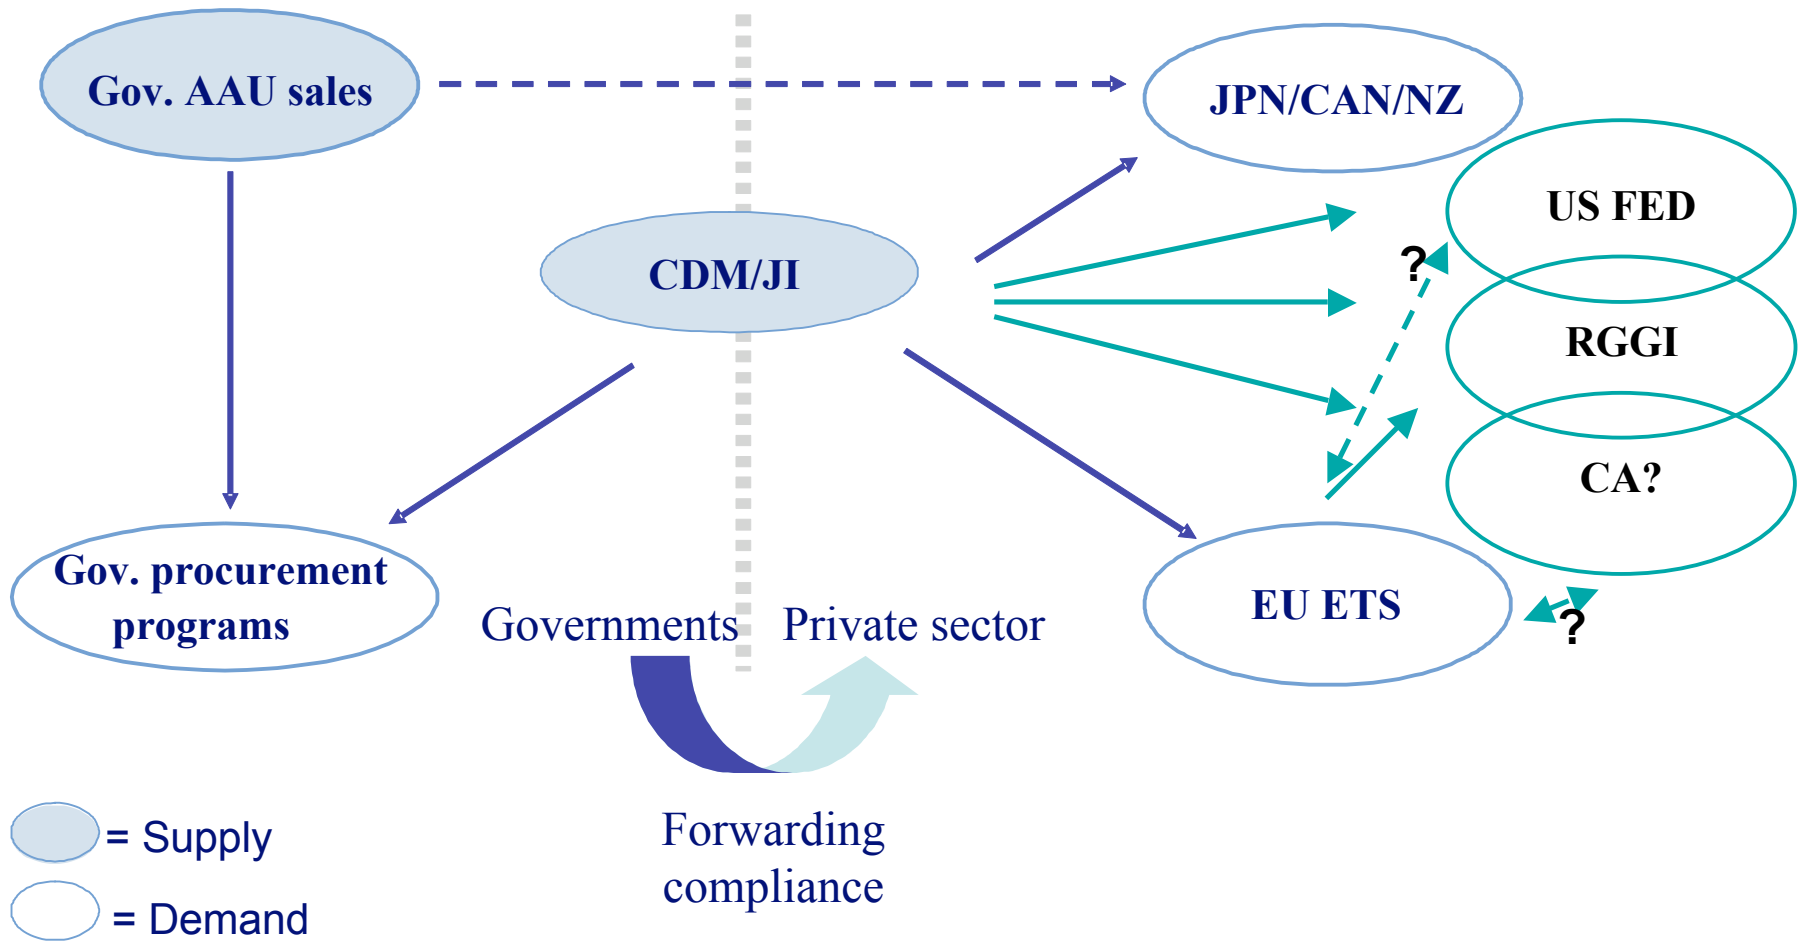 Gov. AAU sales
JPN/CAN/NZ
US FED
?
CDM/JI
RGGI
CA?
Gov. procurement
programs
EU ETS
?
Governments
Private sector
Forwarding
compliance
= Supply
= Demand